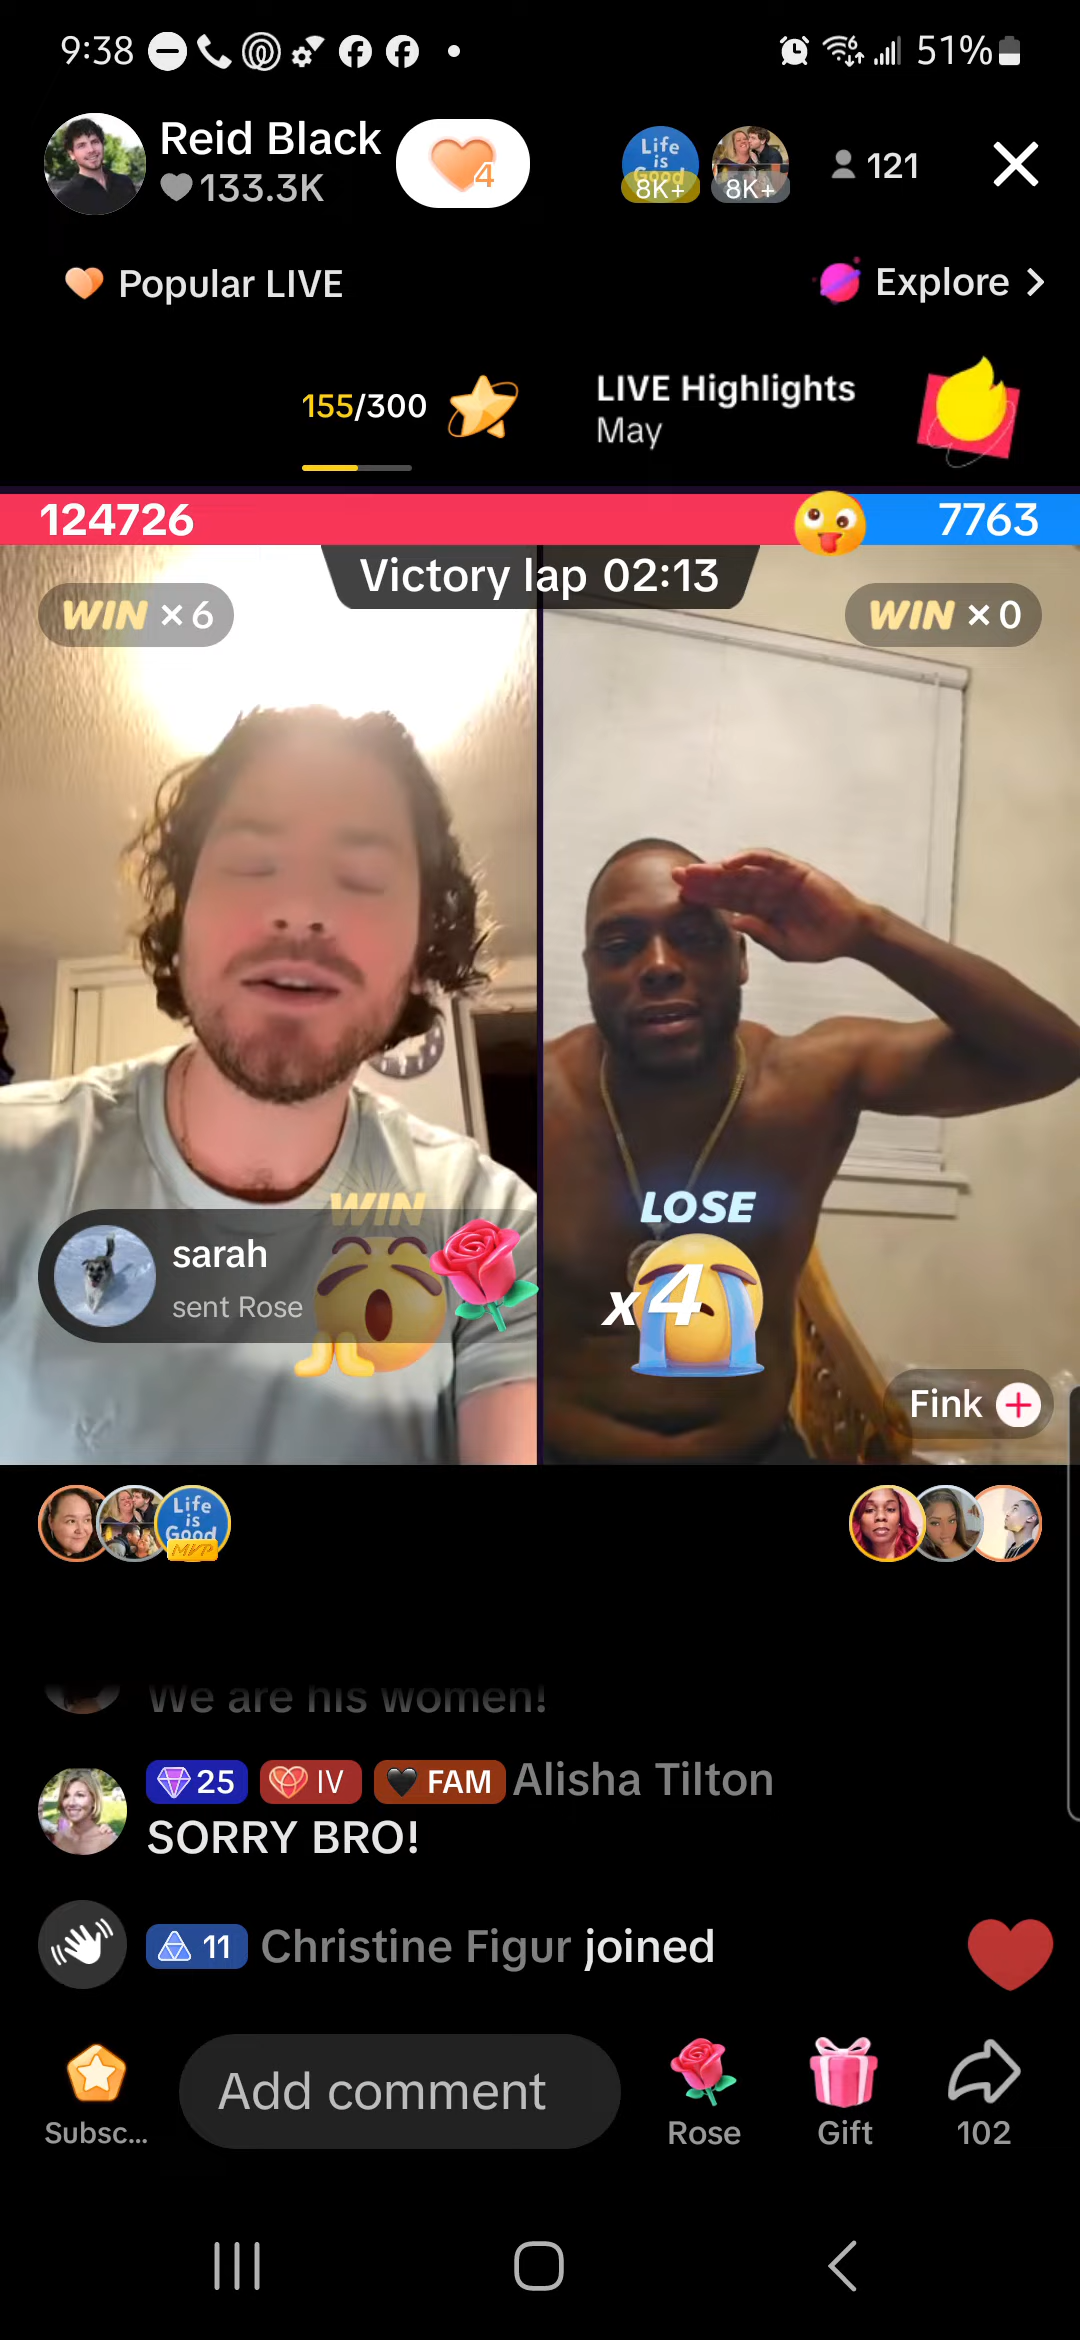 9:38
51%
Reid Black
133.3K
4
Life
is
Good
8K+
8K+
121
Popular LIVE
Explore
155/300
LIVE Highlights
May
124726
7763
Victory lap 02:13
WIN ×6
WIN ×0
WIN
sarah
sent Rose
LOSE
x4
Fink
Life
is
Good
MVP
We are his women!
25 IV FAM Alisha Tilton
SORRY BRO!
11 Christine Figur joined
Subsc...
Add comment
Rose
Gift
102